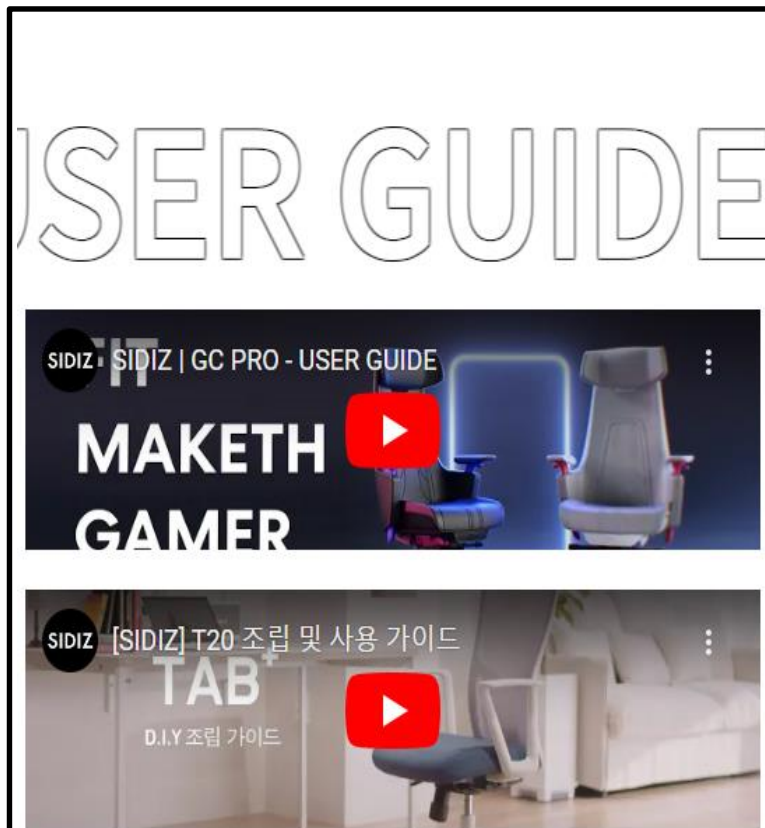 USER GUIDE
SIDIZ
SIDIZ | GC PRO - USER GUIDE
FIT
MAKETH
GAMER
SIDIZ
[SIDIZ] T20 조립 및 사용 가이드
TAB+
D.I.Y 조립 가이드